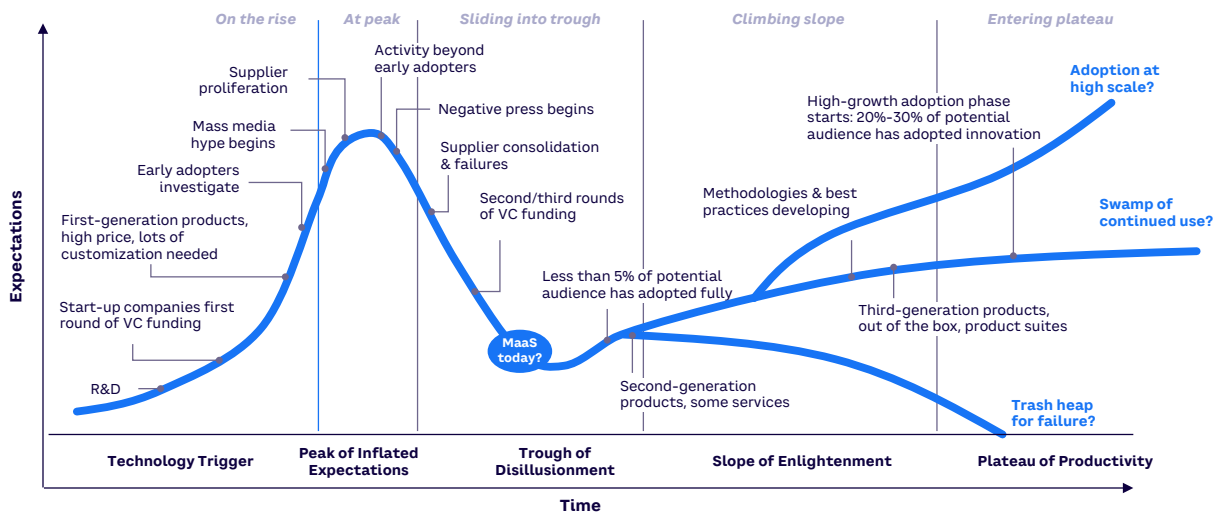 On the rise
At peak
Sliding into trough
Climbing slope
Entering plateau
Activity beyond
early adopters
Supplier
proliferation
Negative press begins
Mass media
hype begins
Supplier consolidation
& failures
Early adopters
investigate
Second/third rounds
of VC funding
First-generation products,
high price, lots of
customization needed
Start-up companies first
round of VC funding
R&D
MaaS
today?
Less than 5% of potential
audience has adopted fully
Second-generation
products, some services
Methodologies & best
practices developing
High-growth adoption phase
starts: 20%-30% of potential
audience has adopted innovation
Third-generation products,
out of the box, product suites
Adoption at
high scale?
Swamp of
continued use?
Trash heap
for failure?
Expectations
Technology Trigger
Peak of Inflated
Expectations
Trough of
Disillusionment
Slope of Enlightenment
Plateau of Productivity
Time